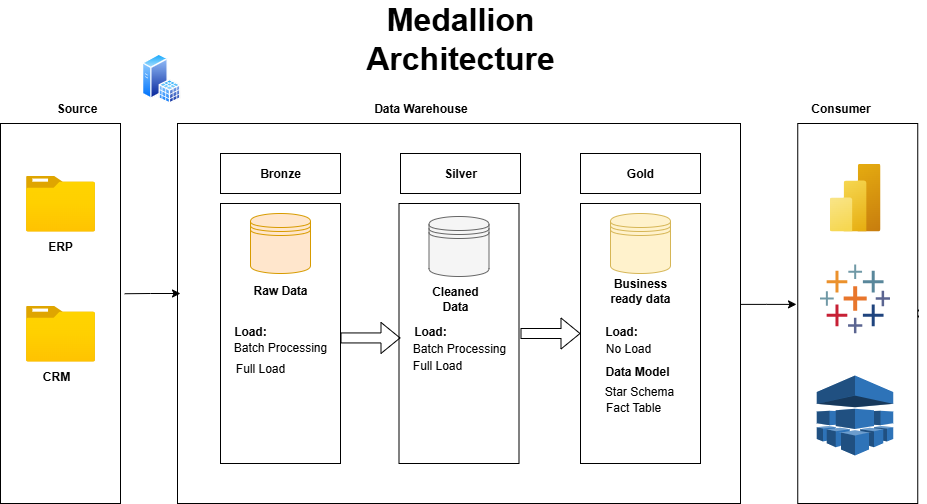 Medallion
Architecture
Source
Data Warehouse
Consumer
Bronze
Silver
Gold
ERP
CRM
Raw Data
Load:
Batch Processing
Full Load
Cleaned
Data
Load:
Batch Processing
Full Load
Business
ready data
Load:
No Load
Data Model
Star Schema
Fact Table